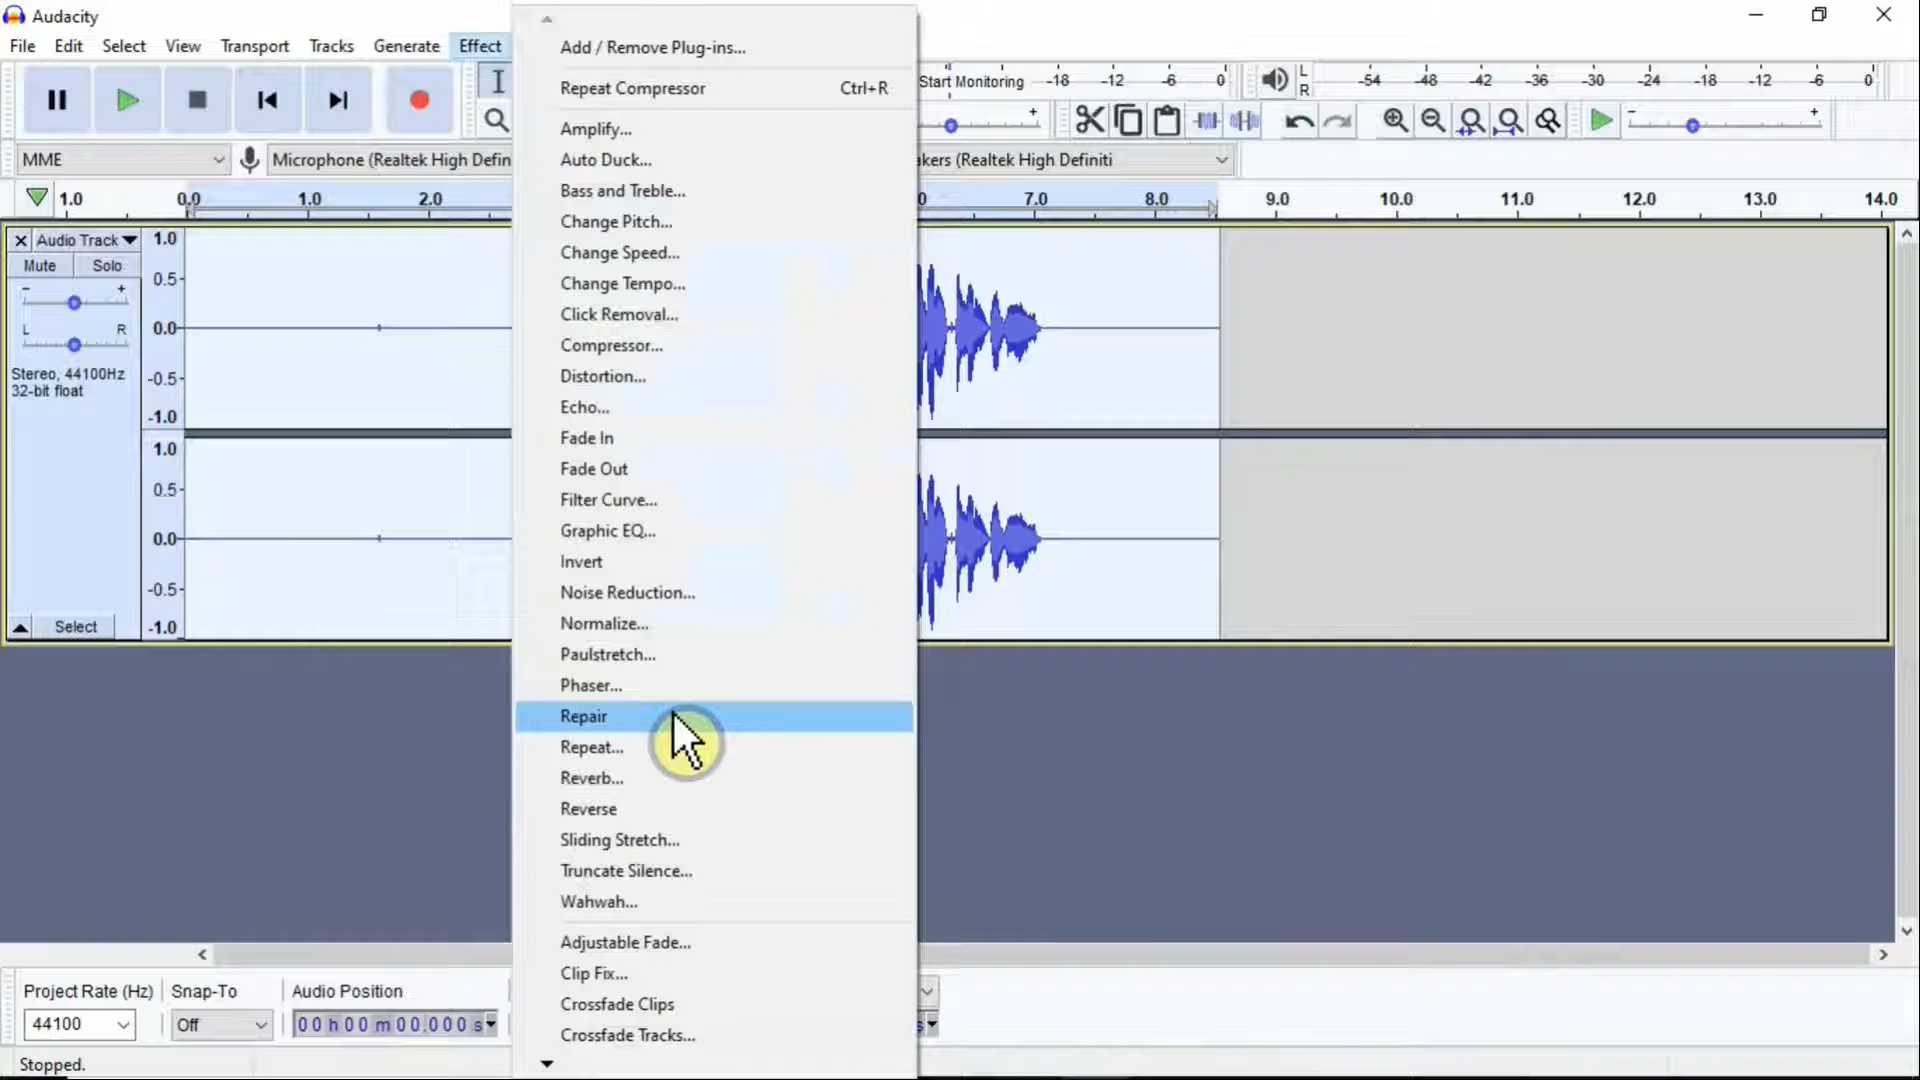 Audacity
File Edit Select View Transport Tracks Generate Effect
Add / Remove Plug-ins...
Repeat Compressor Ctrl+R
Amplify...
Auto Duck...
Bass and Treble...
Change Pitch...
Change Speed...
Change Tempo...
Click Removal...
Compressor...
Distortion...
Echo...
Fade In
Fade Out
Filter Curve...
Graphic EQ...
Invert
Noise Reduction...
Normalize...
Paulstretch...
Phaser...
Repair
Repeat...
Reverb...
Reverse
Sliding Stretch...
Truncate Silence...
Wahwah...
Adjustable Fade...
Clip Fix...
Crossfade Clips
Crossfade Tracks...
Start Monitoring -18 -12 -6 0
L
R
-54 -48 -42 -36 -30 -24 -18 -12 -6 0
- +
+
MME
Microphone (Realtek High Defin
akers (Realtek High Definiti
1.0 0.0 1.0 2.0 0 7.0 8.0 9.0 10.0 11.0 12.0 13.0 14.0
Audio Track
Mute Solo
- +
L R
Stereo, 44100Hz
32-bit float
Select
1.0
0.5
0.0
-0.5
-1.0
1.0
0.5
0.0
-0.5
-1.0
Project Rate (Hz) Snap-To Audio Position
44100 Off 00 h 00 m 00.000 s s
Stopped.